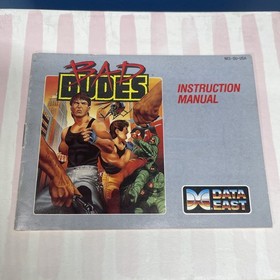 BAD
DUDES
INSTRUCTION
MANUAL
DATA
EAST